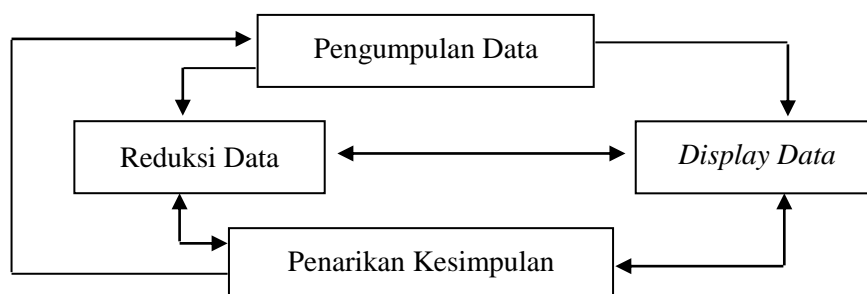 Pengumpulan Data
Reduksi Data
Display Data
Penarikan Kesimpulan